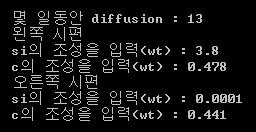 몇 일동안 diffusion : 13
왼쪽 시편
si의 조성을 입력(wt) : 3.8
c의 조성을 입력(wt) : 0.478
오른쪽 시편
si의 조성을 입력(wt) : 0.0001
c의 조성을 입력(wt) : 0.441